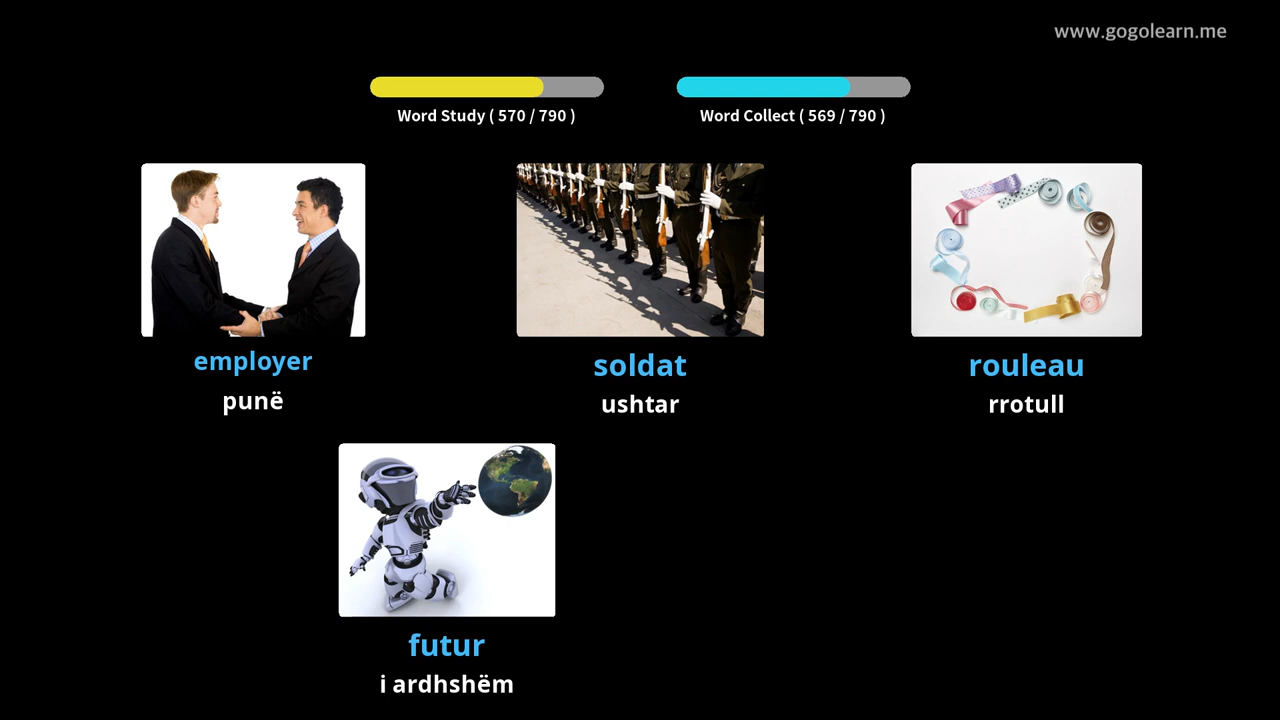 www.gogolearn.me
Word Study ( 570 / 790 )
Word Collect ( 569 / 790 )
employer
punë
soldat
ushtar
rouleau
rrotull
futur
i ardhshëm